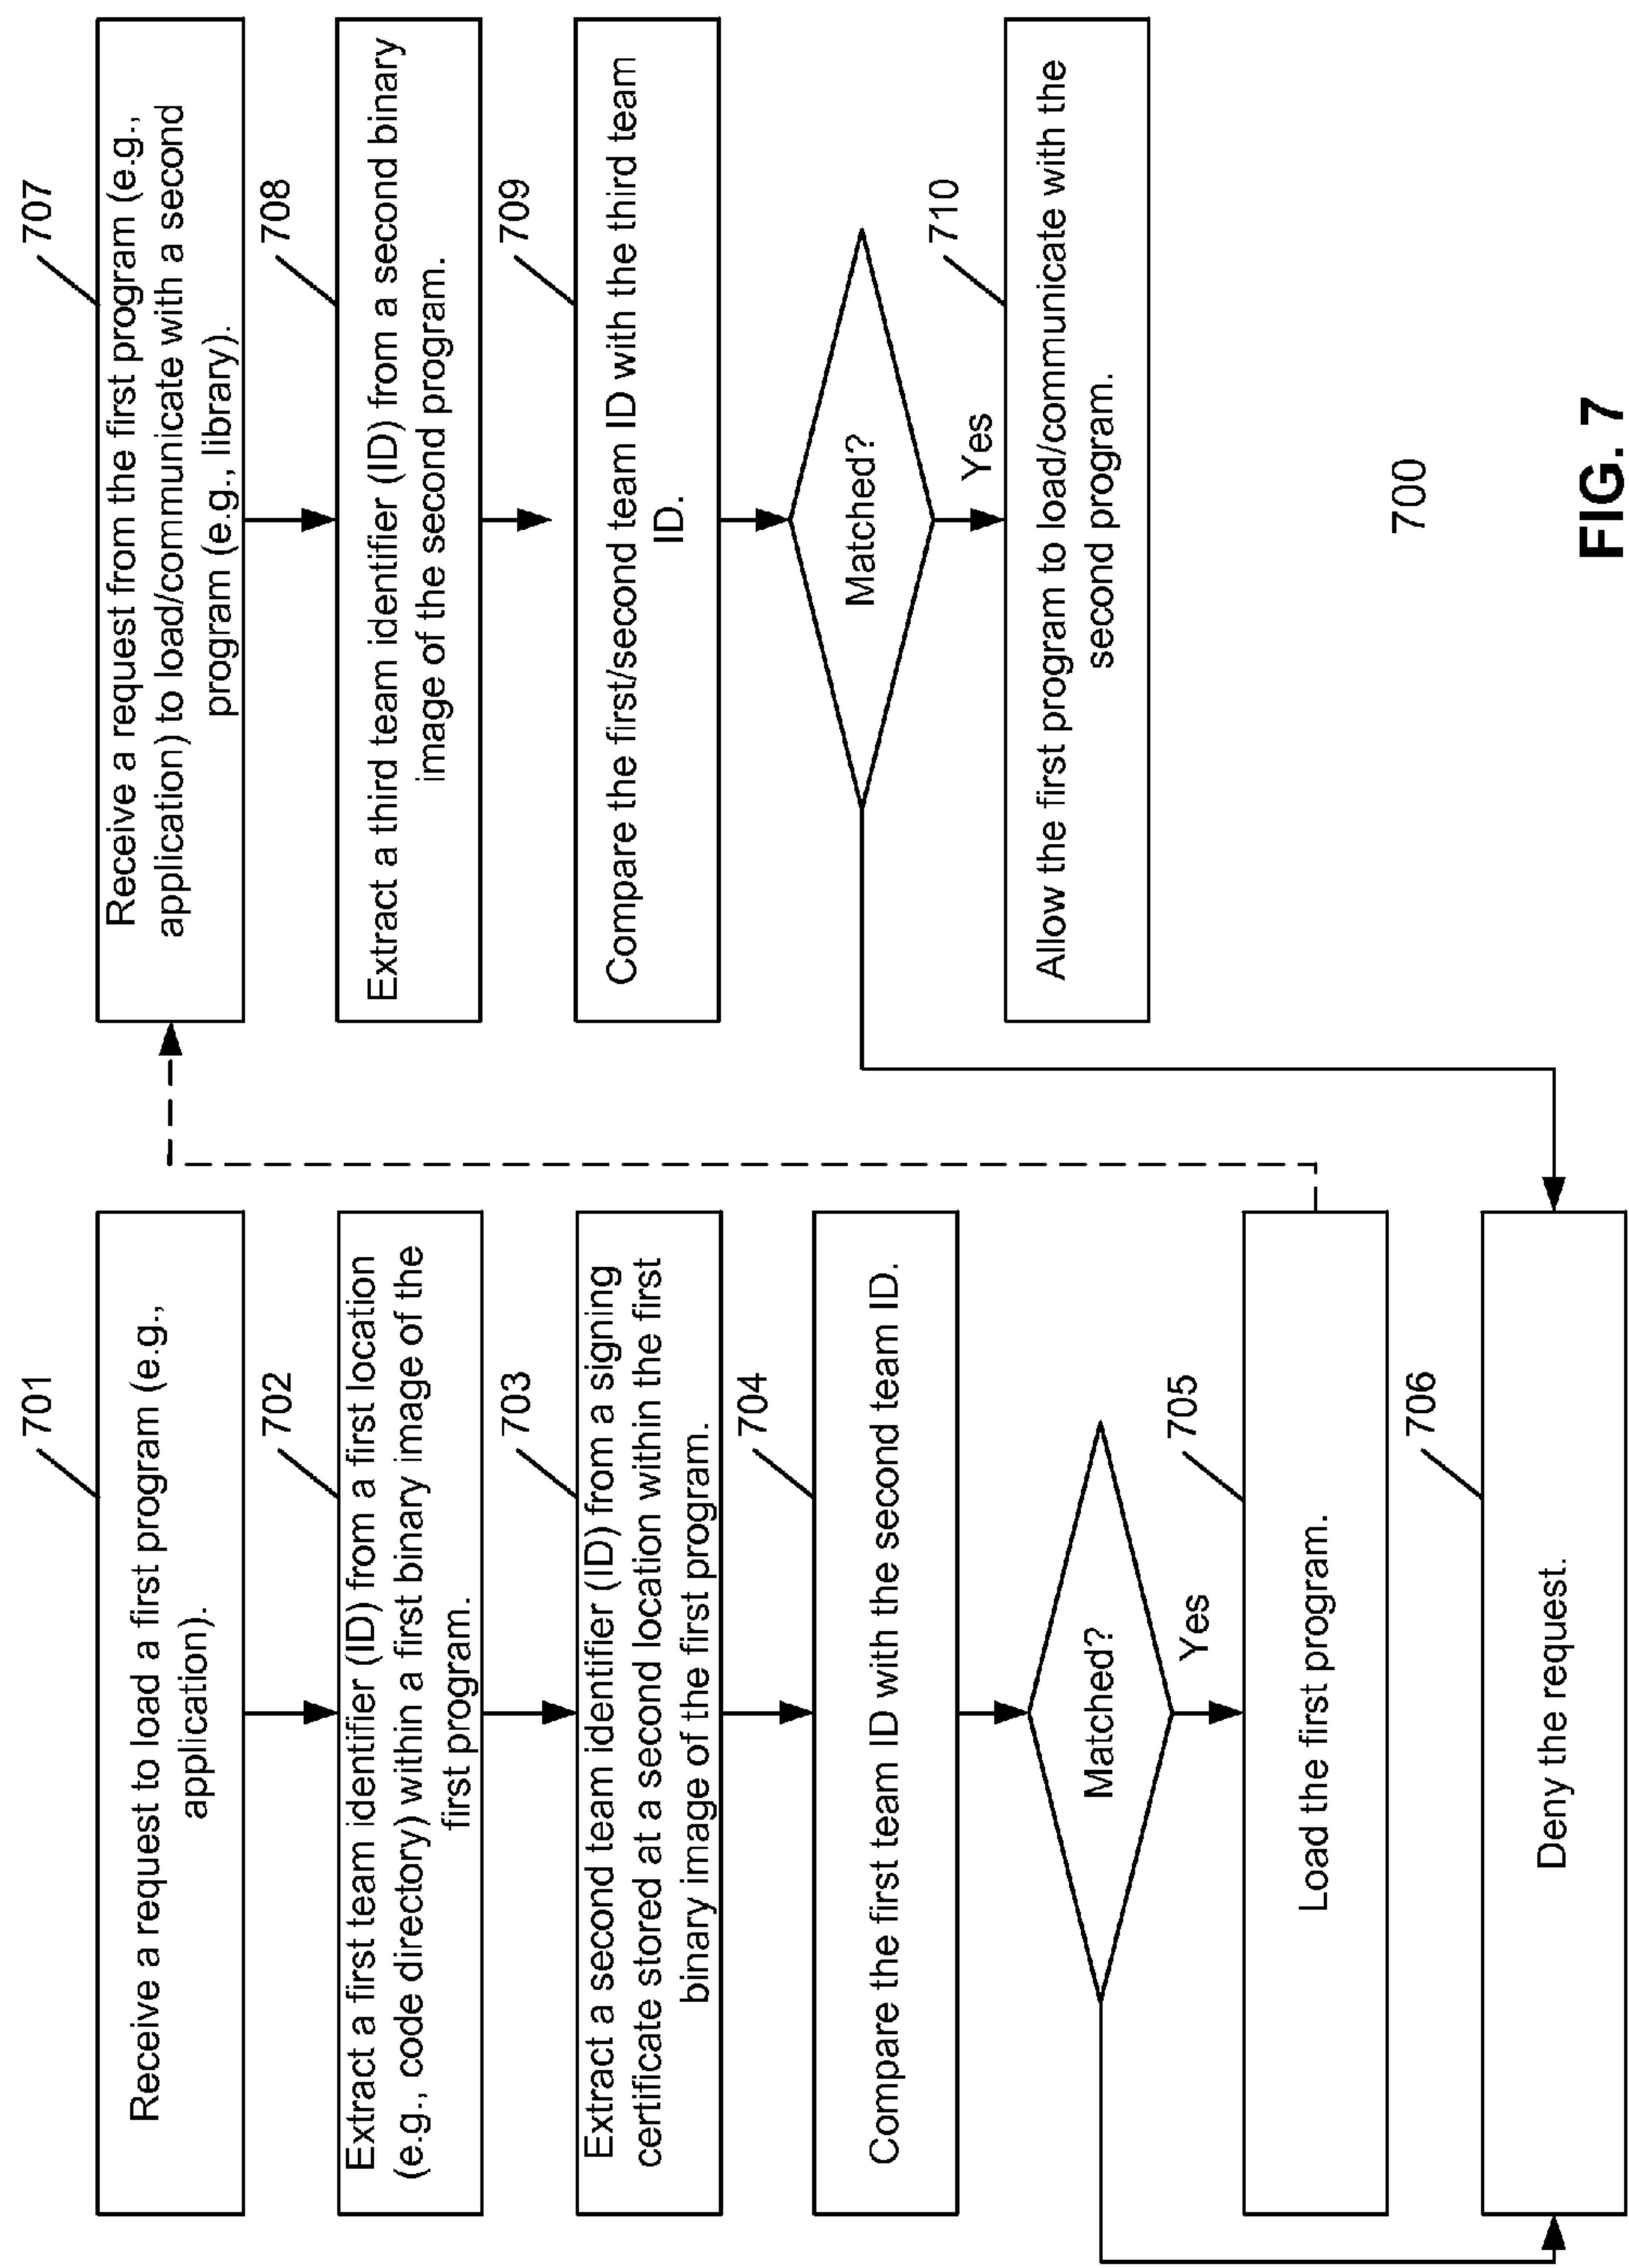 701
Receive a request to load a first program (e.g.,
application).
702
Extract a first team identifier (ID) from a first location
(e.g., code directory) within a first binary image of the
first program.
703
Extract a second team identifier (ID) from a signing
certificate stored at a second location within the first
binary image of the first program.
704
Compare the first team ID with the second team ID.
Matched?
Yes
705
Load the first program.
706
Deny the request.
707
Receive a request from the first program (e.g.,
application) to load/communicate with a second
program (e.g., library).
708
Extract a third team identifier (ID) from a second binary
image of the second program.
709
Compare the first/second team ID with the third team
ID.
Matched?
Yes
710
Allow the first program to load/communicate with the
second program.
700
FIG. 7